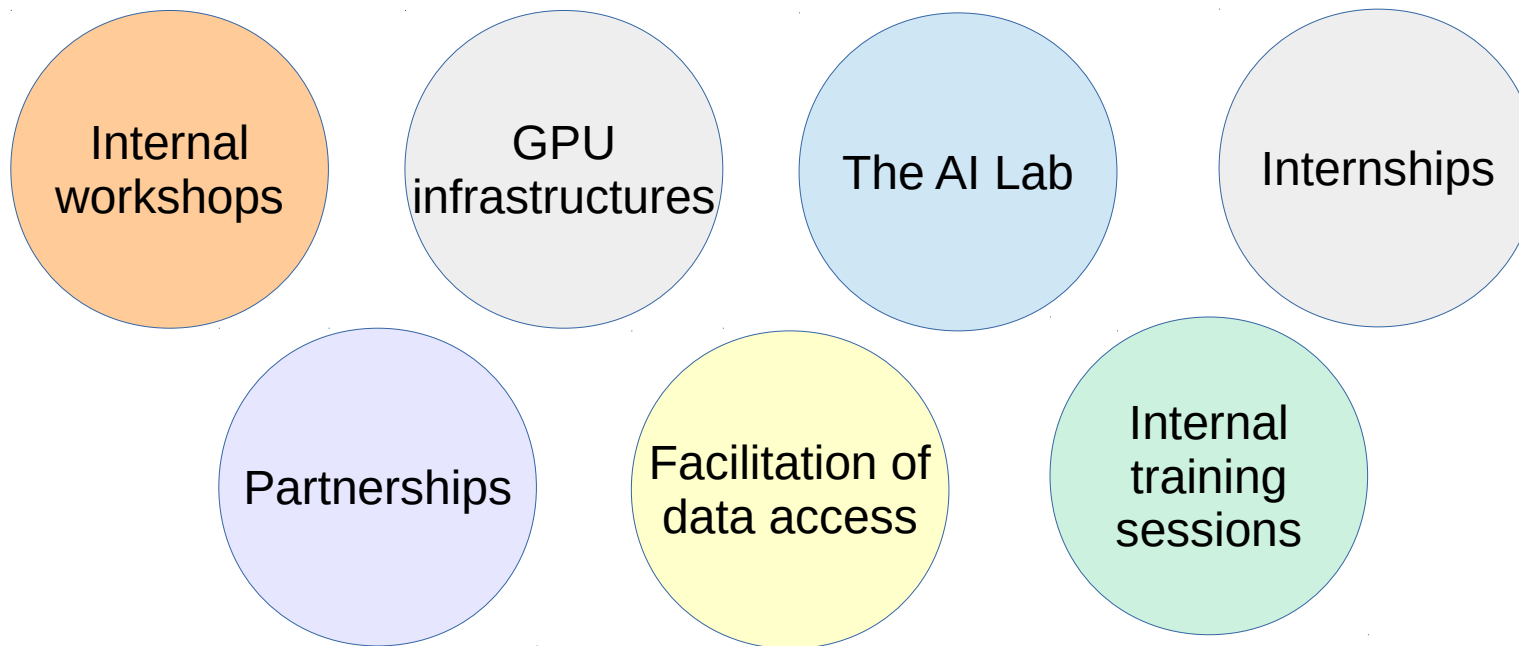 Internal
workshops
GPU
infrastructures
The AI Lab
Internships
Partnerships
Facilitation of
data access
Internal
training
sessions